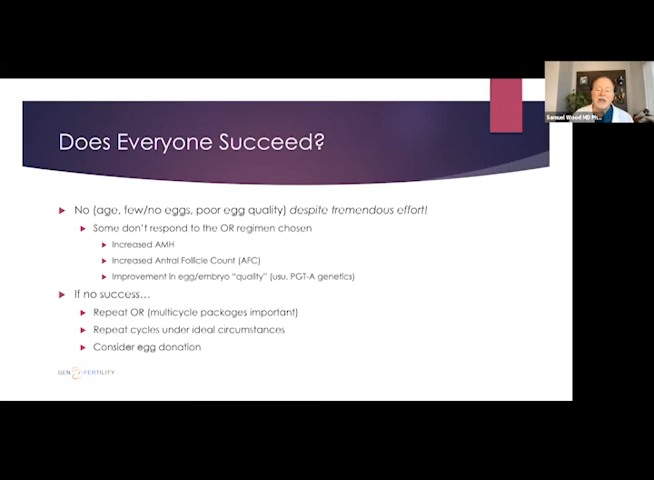 Does Everyone Succeed?
Samuel Wood MD Ph...
No (age, few/no eggs, poor egg quality) despite tremendous effort!
Some don't respond to the OR regimen chosen
Increased AMH
Increased Antral Follicle Count (AFC)
Improvement in egg/embryo "quality" (usu. PGT-A genetics)
If no success…
Repeat OR (multicycle packages important)
Repeat cycles under ideal circumstances
Consider egg donation
GEN FERTILITY